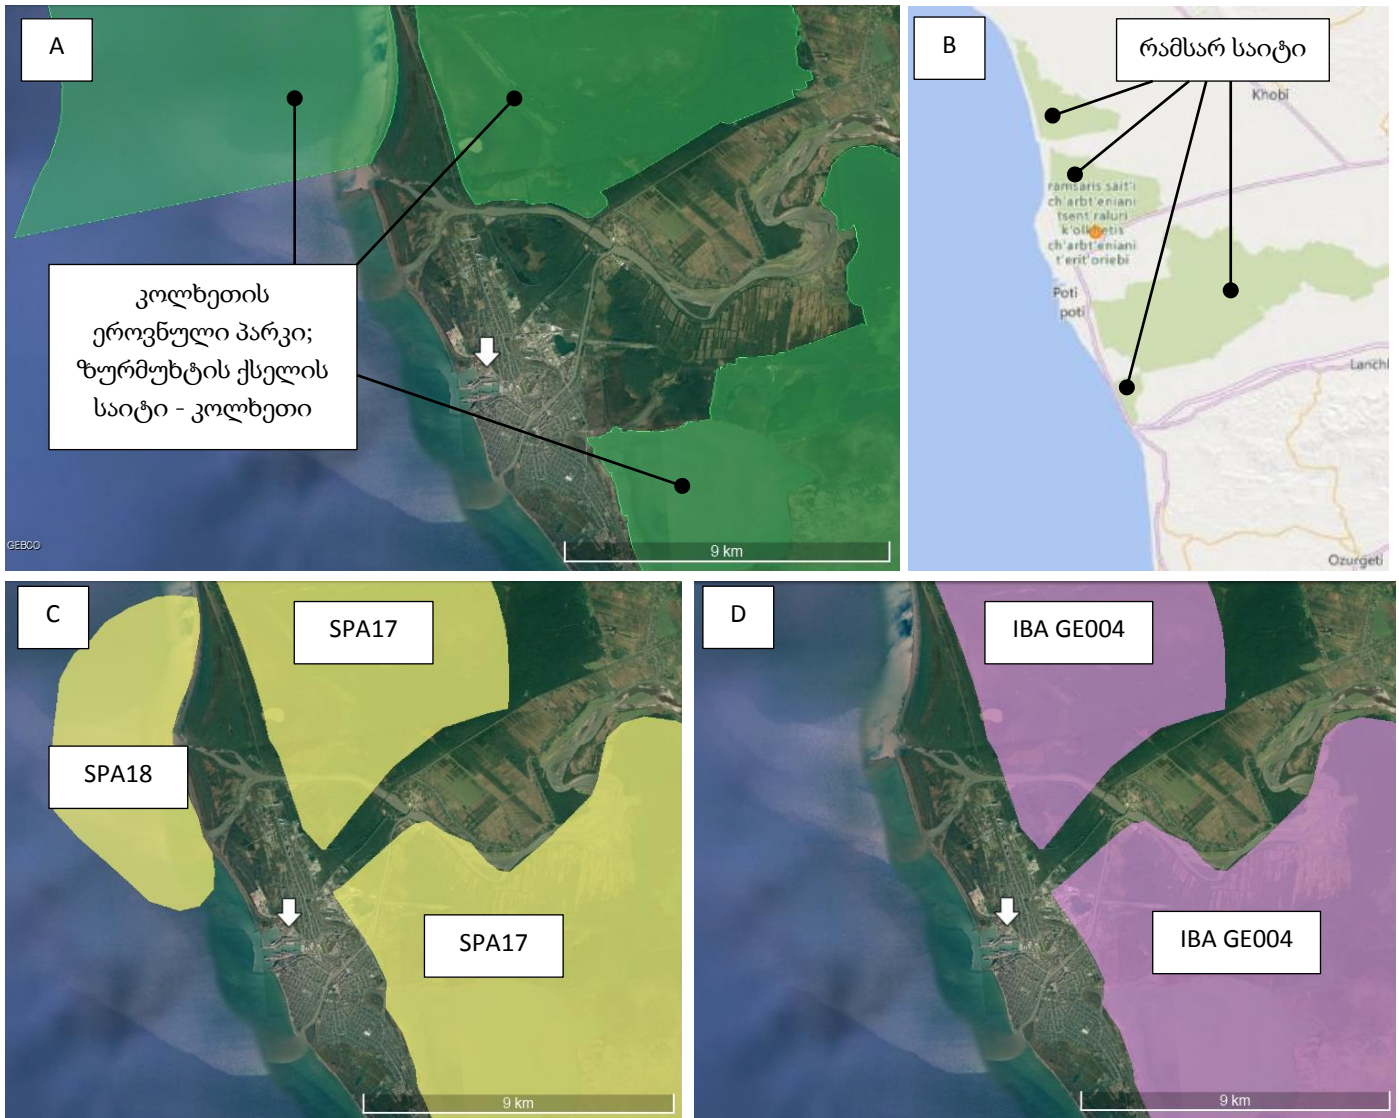 A
კოლხეთის
ეროვნული პარკი;
ზურმუხტის ქსელის
საიტი - კოლხეთი
GEBCO
9 km
B
რამსარ საიტი
Khobi
ramsaris sait'i
ch'arbt'eniani
tsent'raluri
k'olkhetis
ch'arbt'eniani
t'erit'oriebi
Poti
poti
Lanchl
Ozurgeti
C
SPA17
SPA18
SPA17
9 km
D
IBA GE004
IBA GE004
9 km